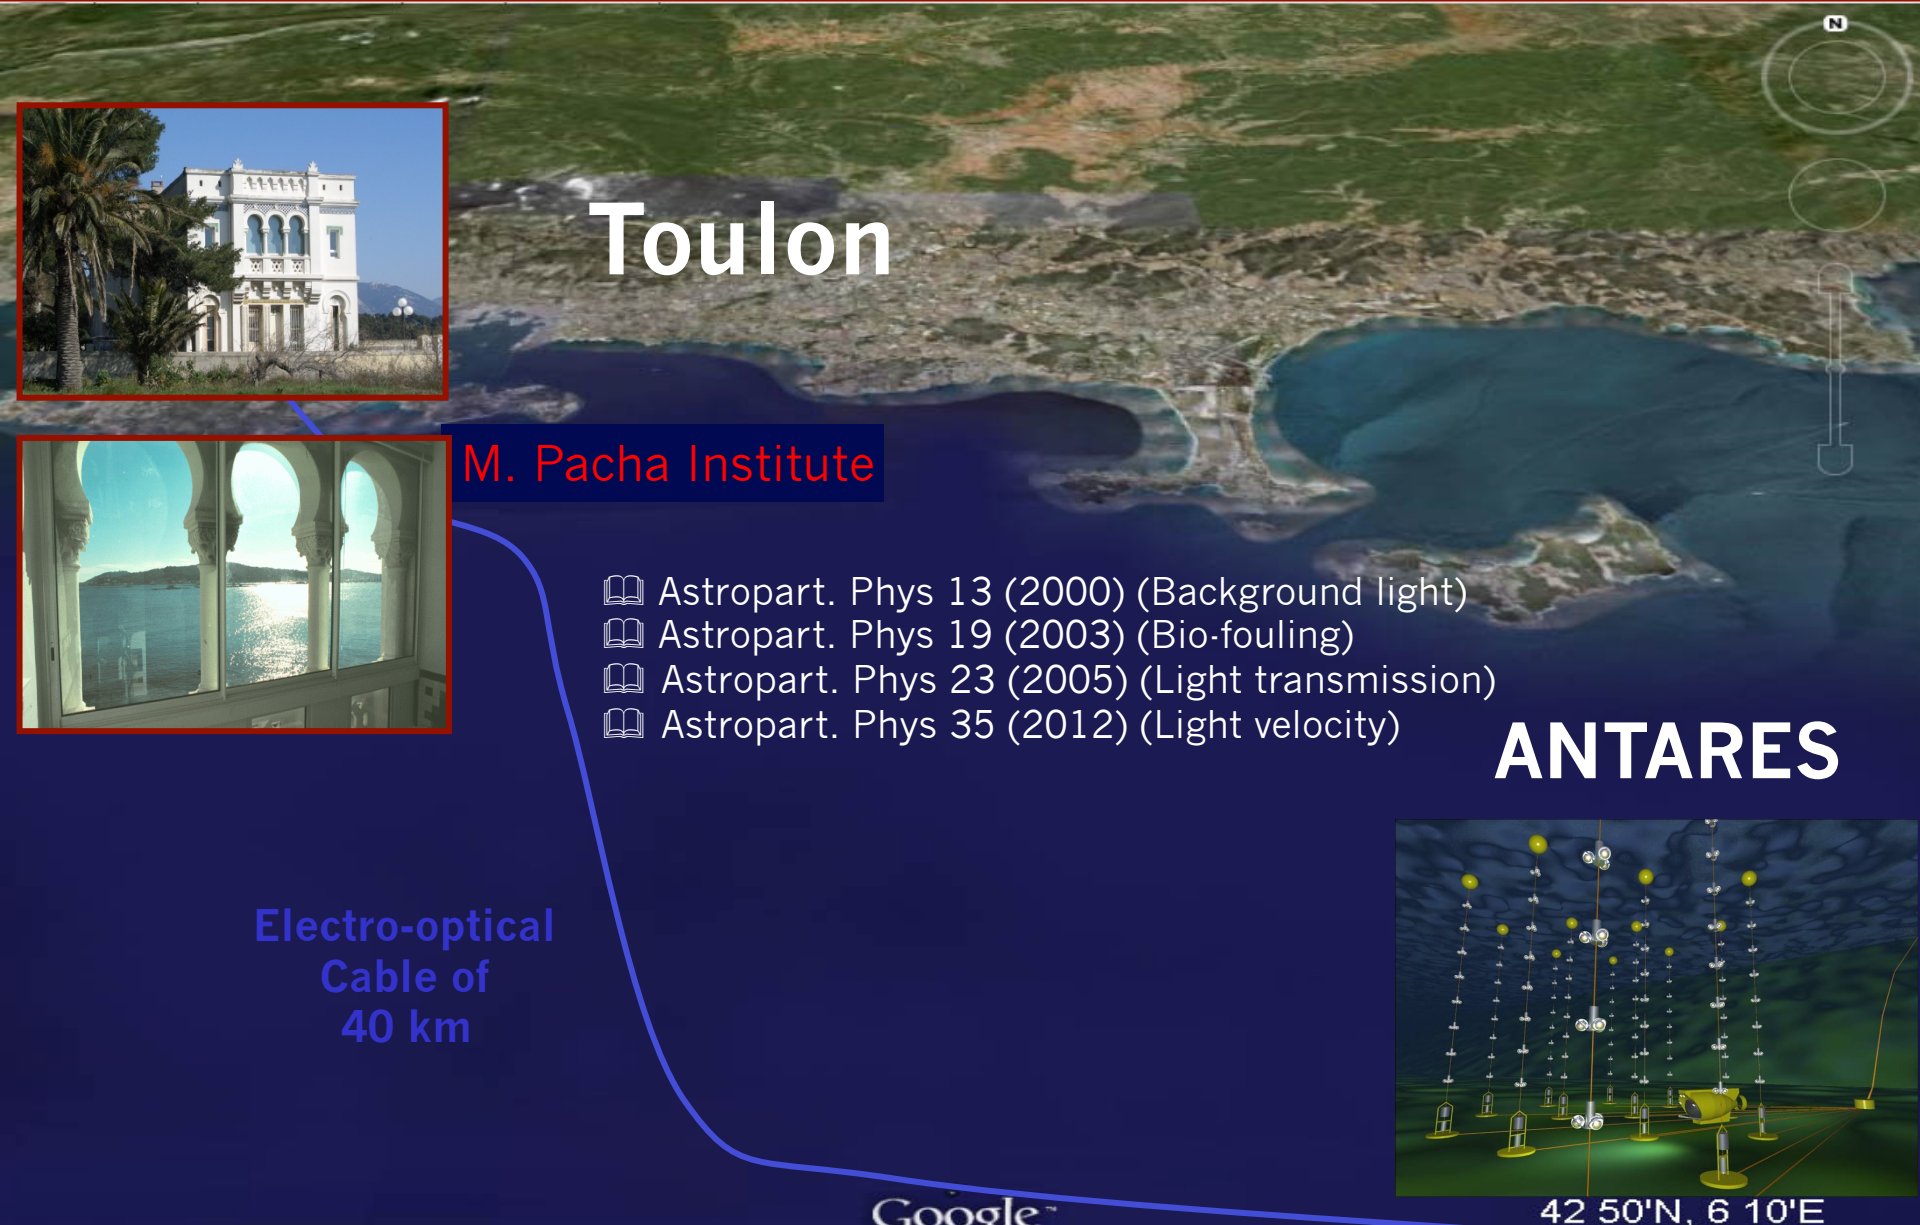 N
Toulon
M. Pacha Institute
Astropart. Phys 13 (2000) (Background light)
Astropart. Phys 19 (2003) (Bio-fouling)
Astropart. Phys 23 (2005) (Light transmission)
Astropart. Phys 35 (2012) (Light velocity)
ANTARES
Electro-optical
Cable of
40 km
Google™
42 50'N, 6 10'E